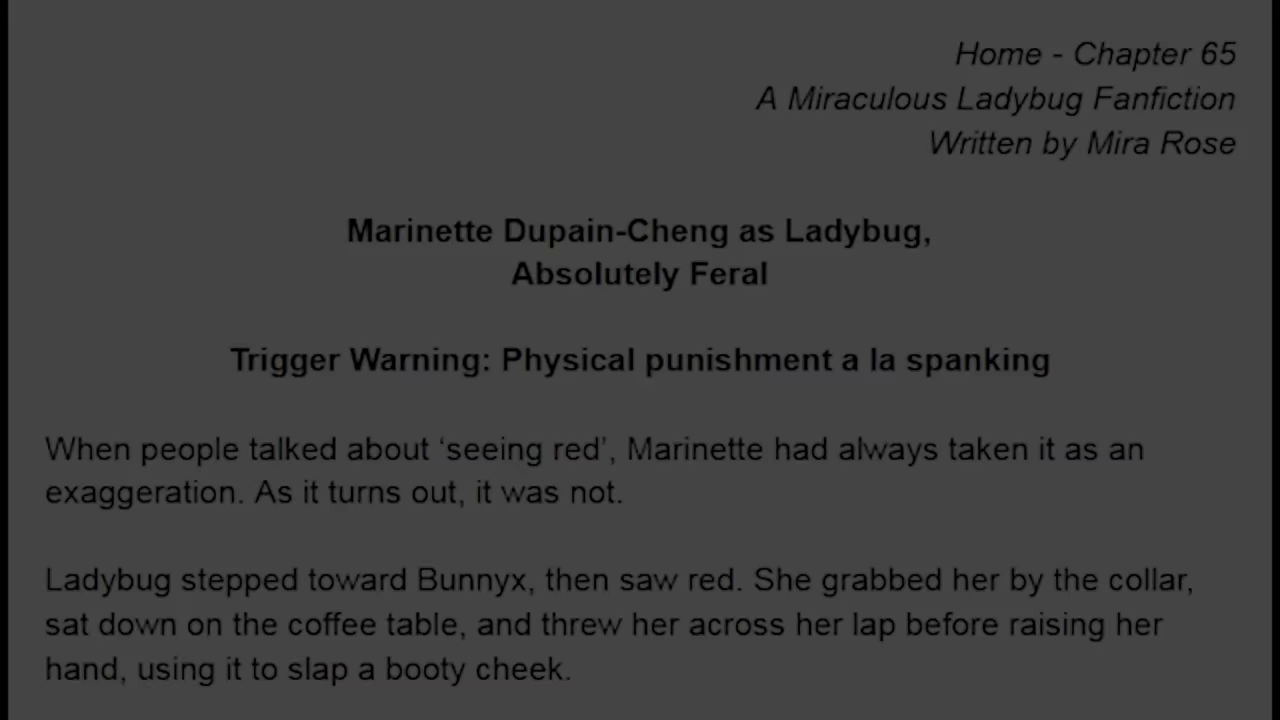 Home - Chapter 65
A Miraculous Ladybug Fanfiction
Written by Mira Rose
Marinette Dupain-Cheng as Ladybug,
Absolutely Feral
Trigger Warning: Physical punishment a la spanking
When people talked about ‘seeing red’, Marinette had always taken it as an
exaggeration. As it turns out, it was not.
Ladybug stepped toward Bunnyx, then saw red. She grabbed her by the collar,
sat down on the coffee table, and threw her across her lap before raising her
hand, using it to slap a booty cheek.